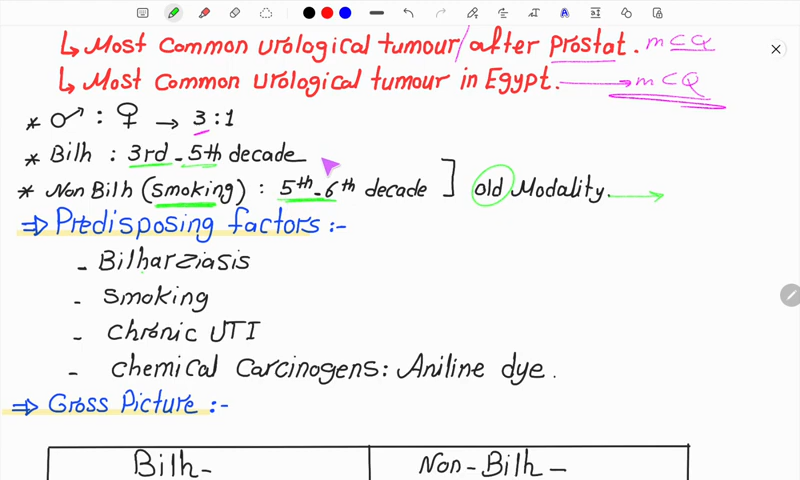 ↳ Most Common urological tumour/after prostat. MCQ
↳ Most Common urological tumour in Egypt. → MCQ
* ♂ : ♀ → 3 : 1
* Bilh : 3rd - 5th decade
* Non Bilh (smoking) : 5th - 6th decade ] old Modality. →
⇒ Predisposing factors :-
- Bilharziasis
- Smoking
- Chronic UTI
- Chemical Carcinogens: Aniline dye.
⇒ Gross Picture :-
Bilh- Non-Bilh-